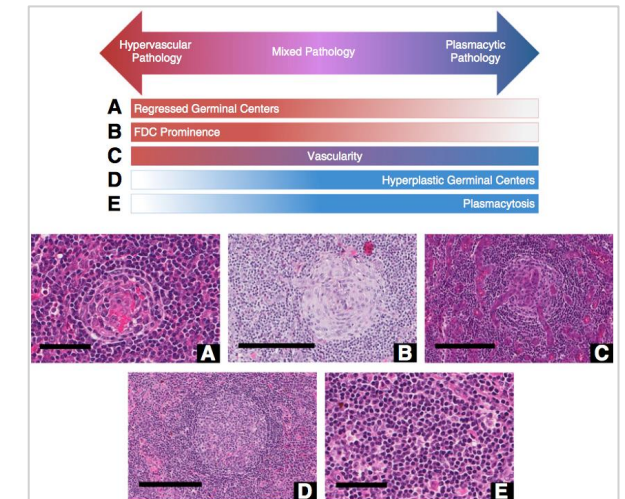 Hypervascular
Pathology
Mixed Pathology
Plasmacytic
Pathology
A Regressed Germinal Centers
B FDC Prominence
C Vascularity
D Hyperplastic Germinal Centers
E Plasmacytosis
A
B
C
D
E